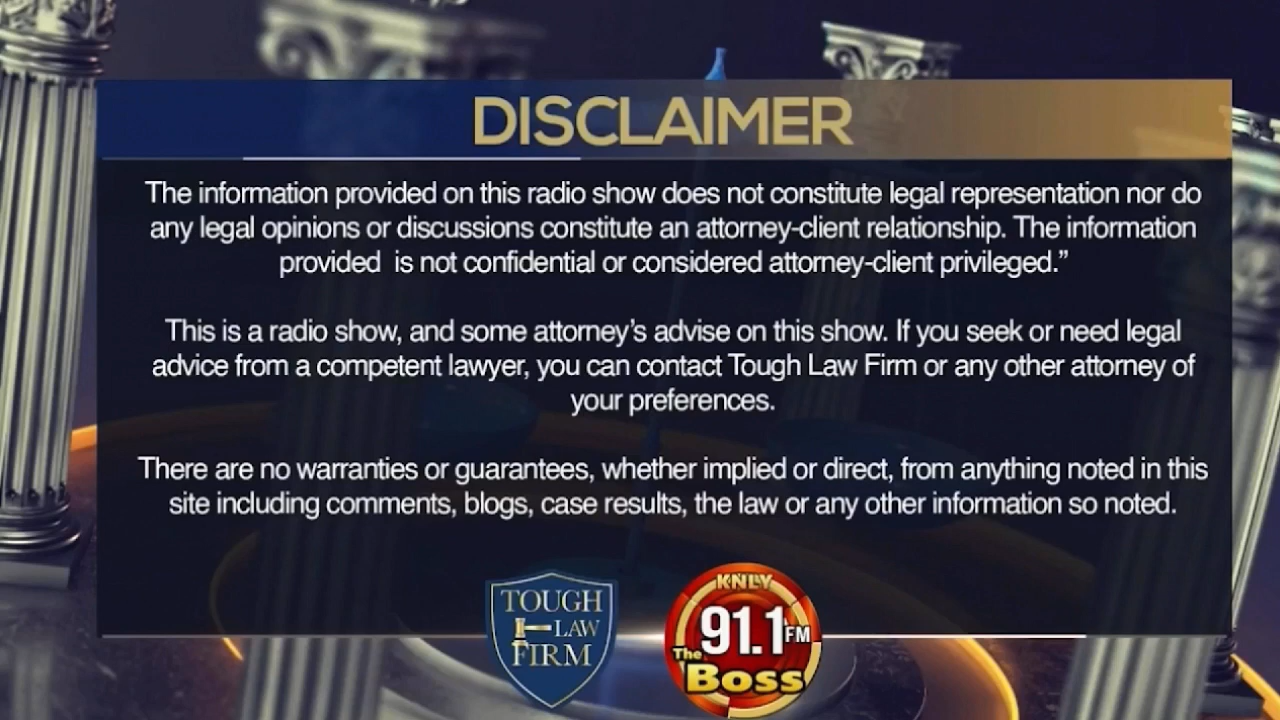 DISCLAIMER
The information provided on this radio show does not constitute legal representation nor do
any legal opinions or discussions constitute an attorney-client relationship. The information
provided  is not confidential or considered attorney-client privileged.”
This is a radio show, and some attorney’s advise on this show. If you seek or need legal
advice from a competent lawyer, you can contact Tough Law Firm or any other attorney of
your preferences.
There are no warranties or guarantees, whether implied or direct, from anything noted in this
site including comments, blogs, case results, the law or any other information so noted.
TOUGH
LAW
FIRM
KNLY
91.1 FM
The
Boss